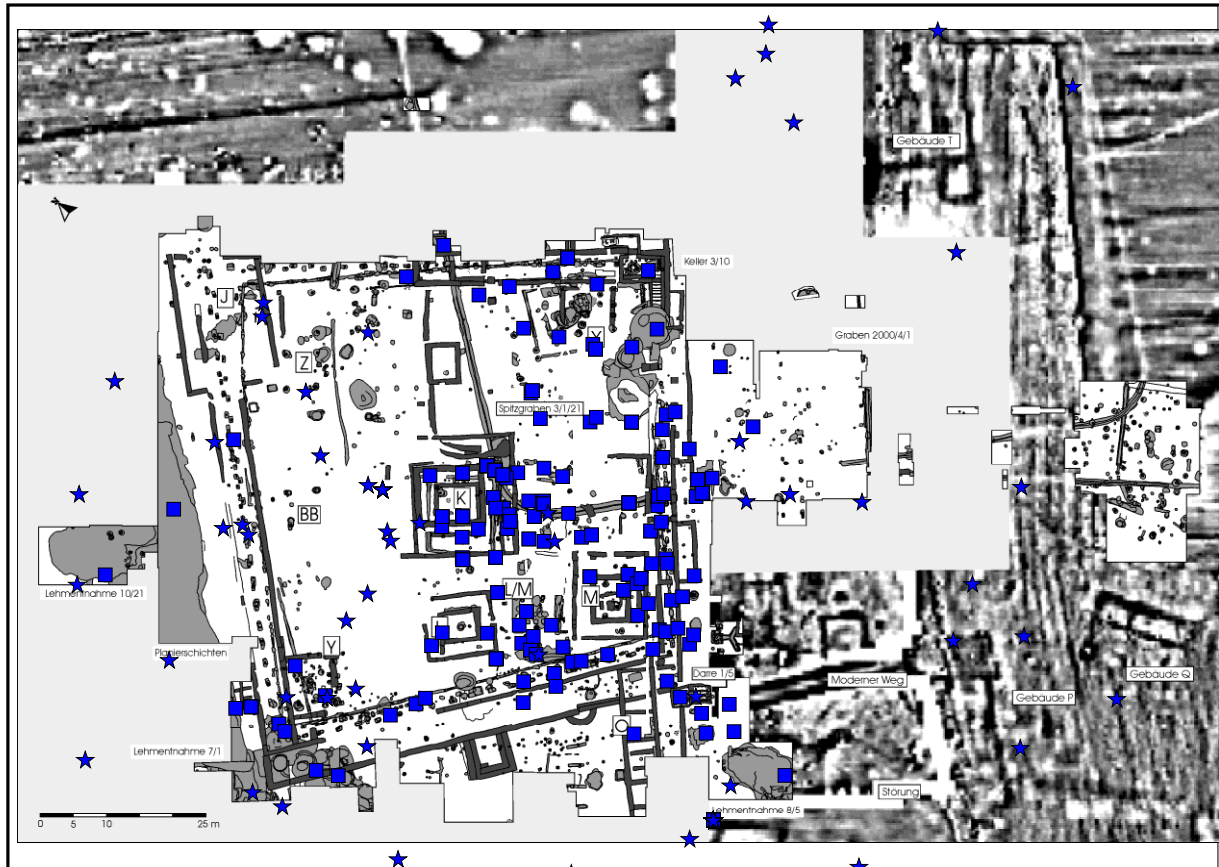 Gebäude T
Keller 3/10
J
Graben 2000/4/1
X
Z
Spitzgraben 3/1/21
K
BB
L/M
M
Lehmentnahme 10/21
Y
Planierschichten
Darre 1/5
Moderner Weg
Gebäude Q
Gebäude P
O
Lehmentnahme 7/1
Störung
Lehmentnahme 8/5
0 5 10 25 m